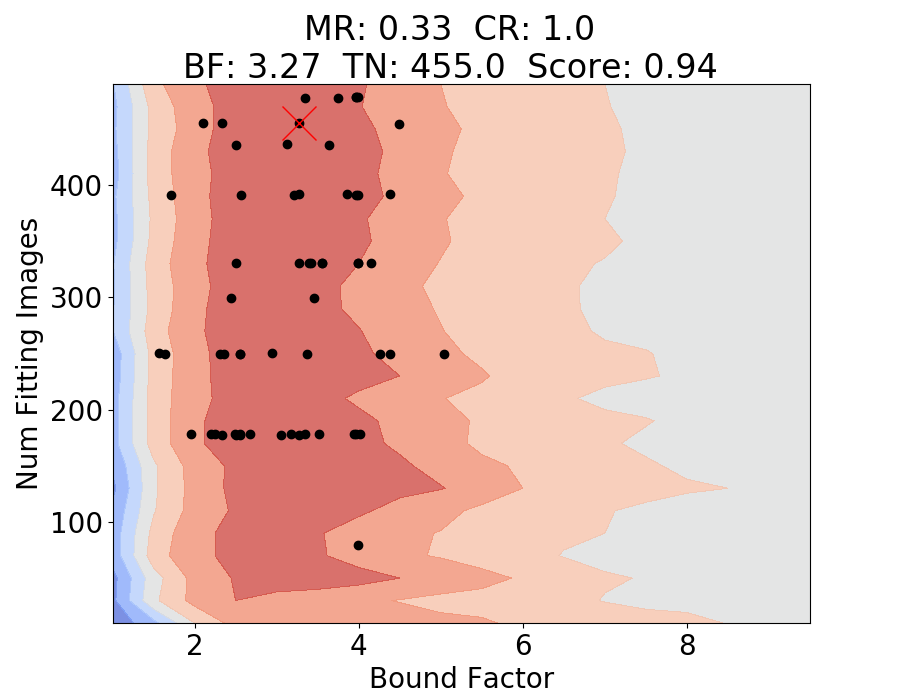 MR: 0.33  CR: 1.0
BF: 3.27  TN: 455.0  Score: 0.94
400
300
200
100
Num Fitting Images
2 4 6 8
Bound Factor